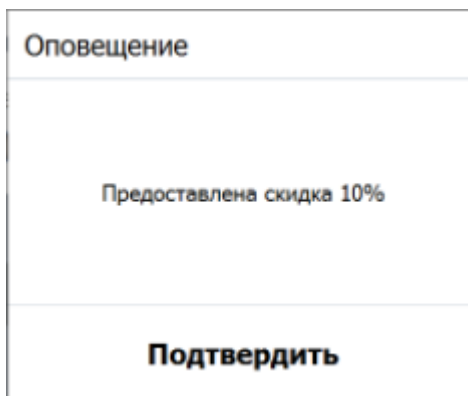 Оповещение
Предоставлена скидка 10%
Подтвердить